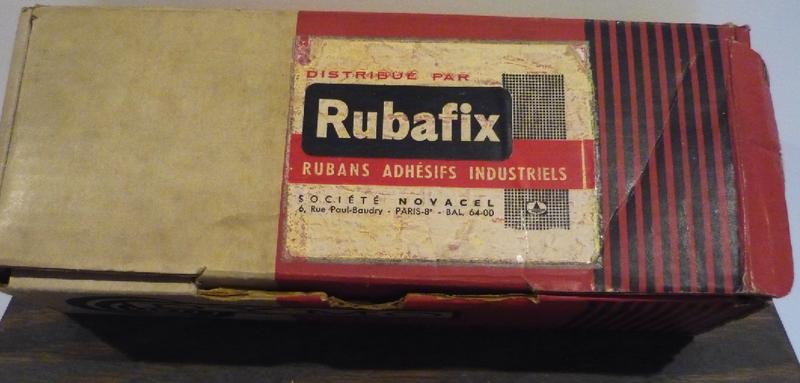 DISTRIBUÉ PAR
Rubafix
RUBANS ADHÉSIFS INDUSTRIELS
SOCIÉTÉ NOVACEL
6, Rue Paul-Baudry - PARIS-8e - BAL. 64-00